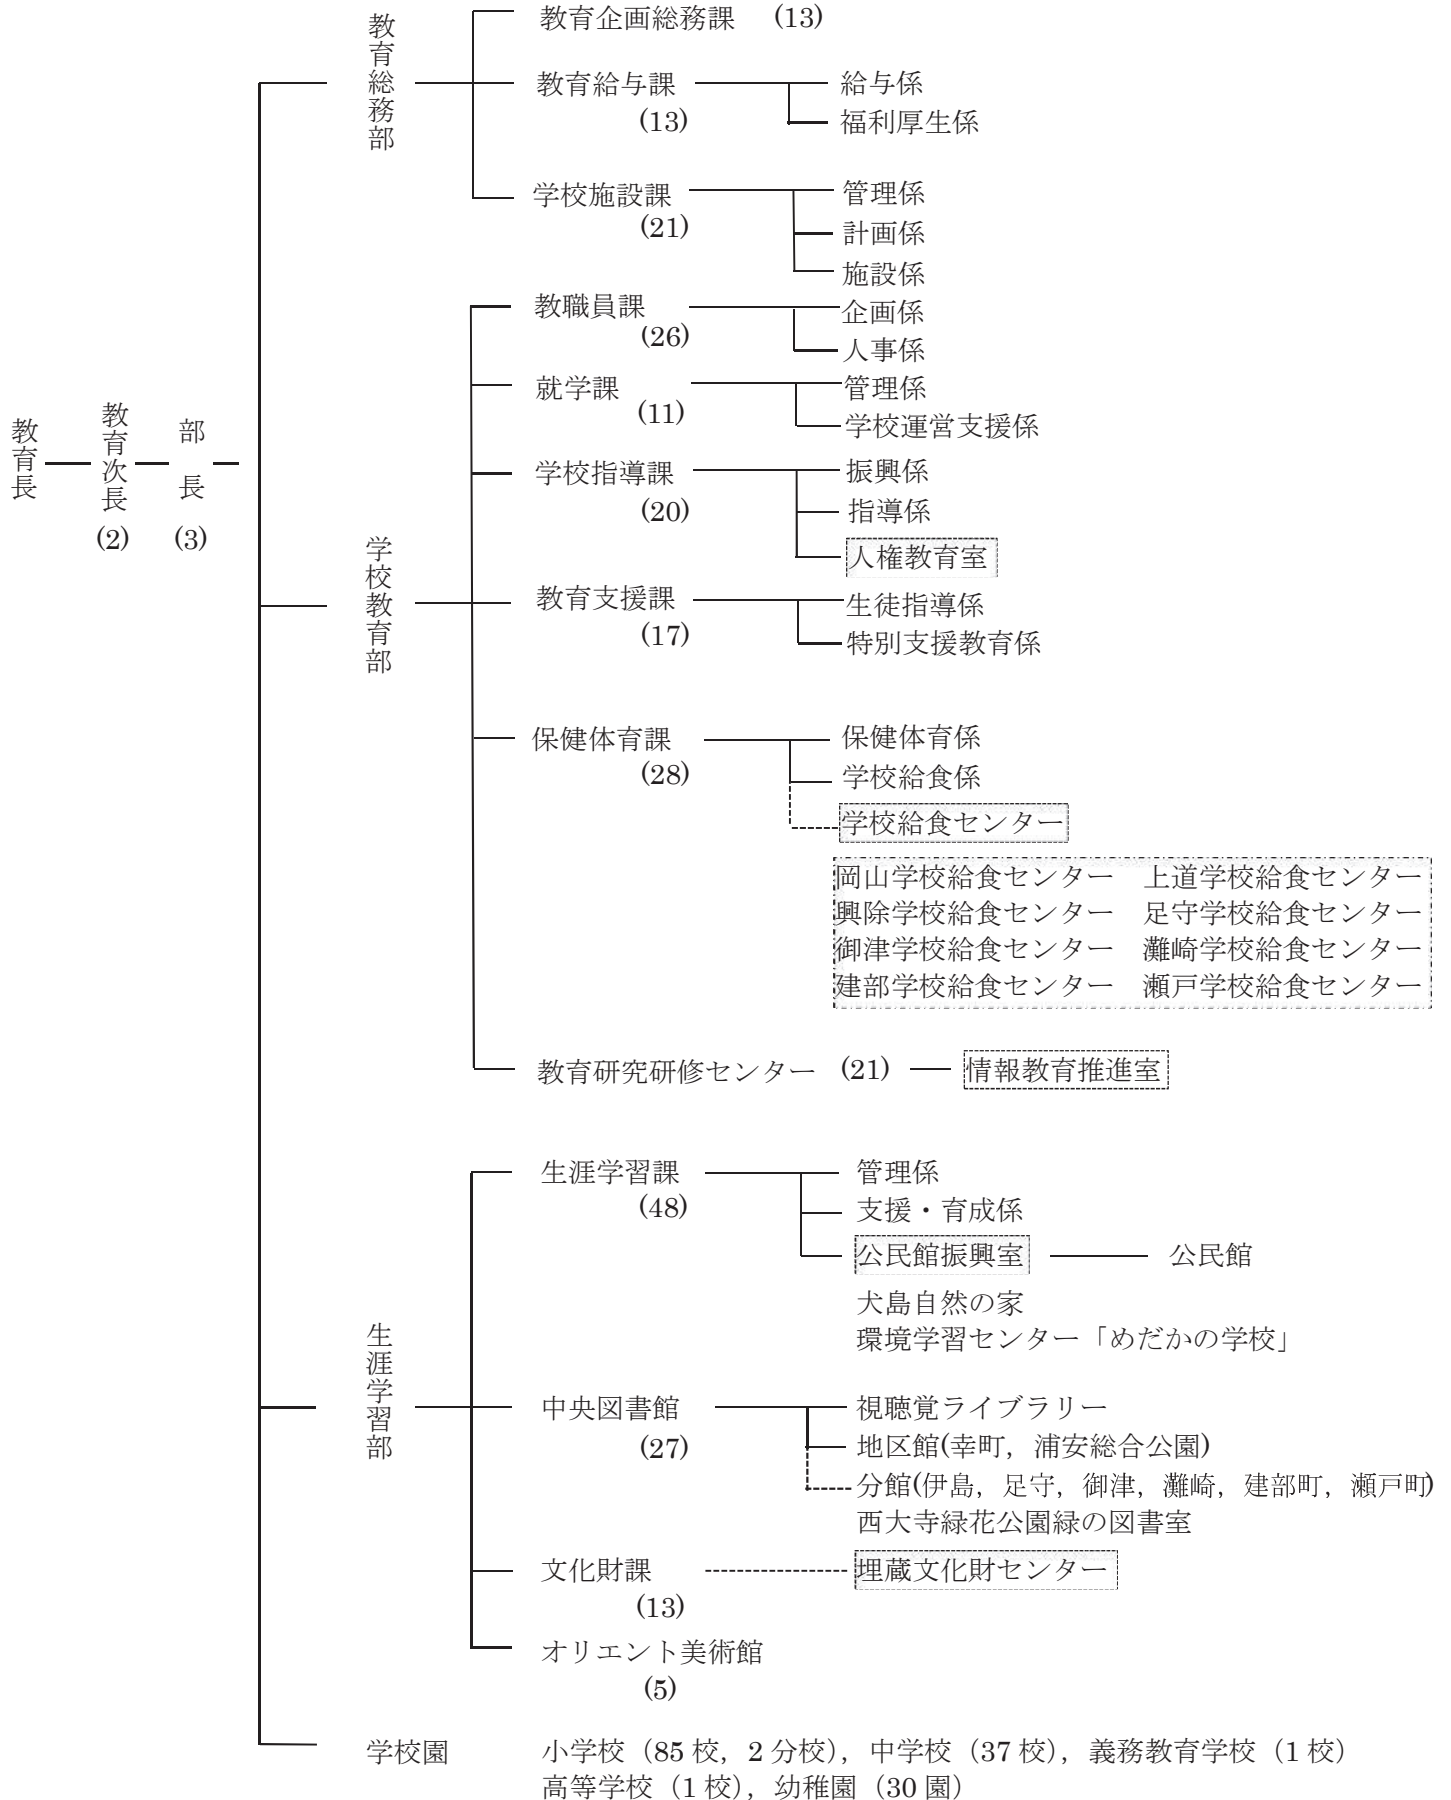 教育長
教育次長
(2)
部長
(3)
教育総務部
教育企画総務課 (13)
教育給与課
(13)
給与係
福利厚生係
学校施設課
(21)
管理係
計画係
施設係
学校教育部
教職員課
(26)
企画係
人事係
就学課
(11)
管理係
学校運営支援係
学校指導課
(20)
振興係
指導係
人権教育室
教育支援課
(17)
生徒指導係
特別支援教育係
保健体育課
(28)
保健体育係
学校給食係
学校給食センター
岡山学校給食センター 上道学校給食センター
興除学校給食センター 足守学校給食センター
御津学校給食センター 灘崎学校給食センター
建部学校給食センター 瀬戸学校給食センター
教育研究研修センター (21) 情報教育推進室
生涯学習部
生涯学習課
(48)
管理係
支援・育成係
公民館振興室 公民館
犬島自然の家
環境学習センター「めだかの学校」
中央図書館
(27)
視聴覚ライブラリー
地区館(幸町，浦安総合公園)
分館(伊島，足守，御津，灘崎，建部町，瀬戸町)
西大寺緑花公園緑の図書室
文化財課
(13)
埋蔵文化財センター
オリエント美術館
(5)
学校園
小学校（85 校，2 分校），中学校（37 校），義務教育学校（1 校）
高等学校（1 校），幼稚園（30 園）